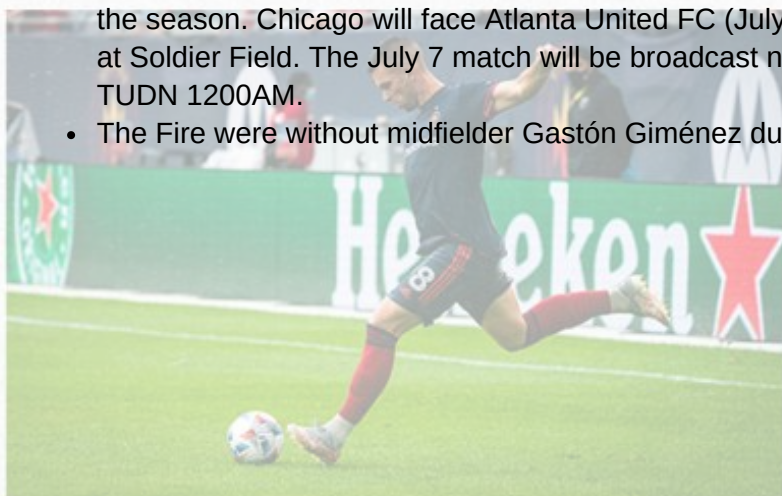 the season. Chicago will face Atlanta United FC (July
at Soldier Field. The July 7 match will be broadcast n
TUDN 1200AM.
• The Fire were without midfielder Gastón Giménez du
Heineken
8